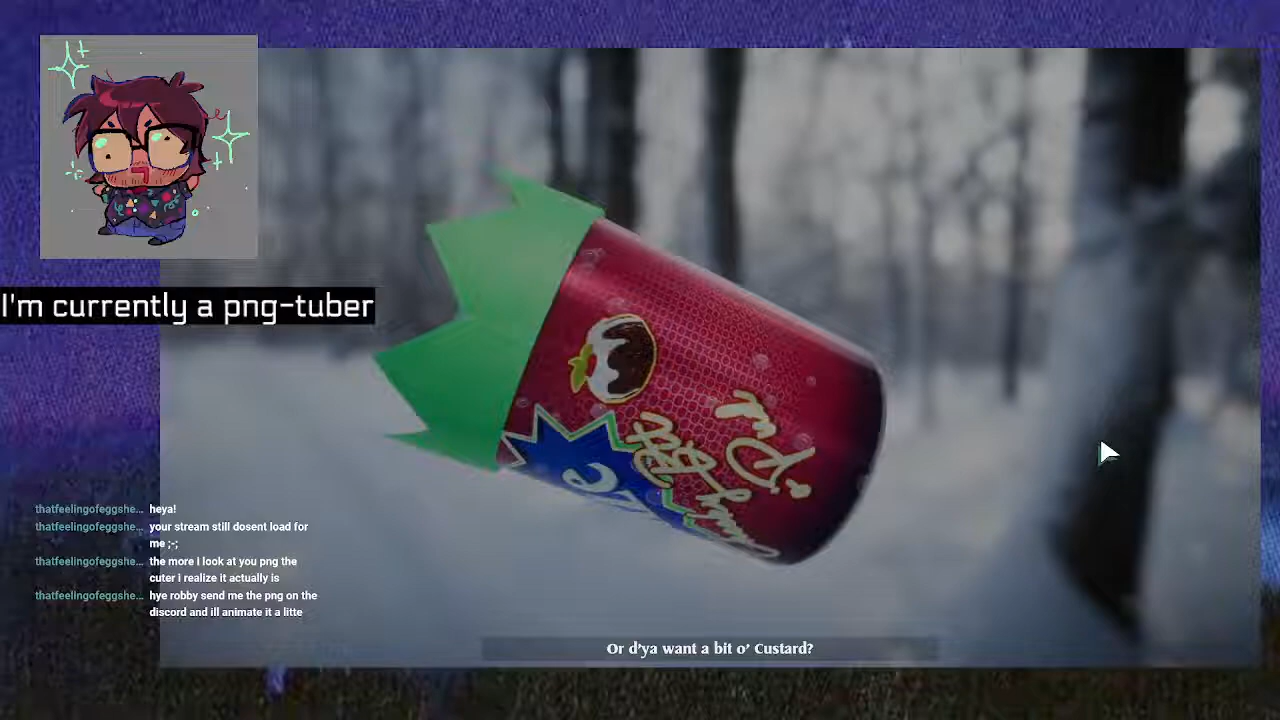 I'm currently a png-tuber
thatfeelingofeggshe... heya!
thatfeelingofeggshe... your stream still dosent load for
me ;-;
thatfeelingofeggshe... the more i look at you png the
cuter i realize it actually is
thatfeelingofeggshe... hye robby send me the png on the
discord and ill animate it a litte
Or d'ya want a bit o' Custard?